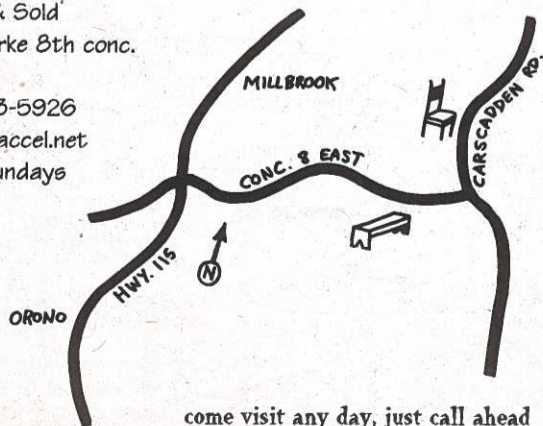 & Sold
rke 8th conc.
3-5926
accel.net
undays
MILLBROOK
CARSCADDEN RD.
CONC. 8 EAST
N
HWY. 115
ORONO
come visit any day, just call ahead